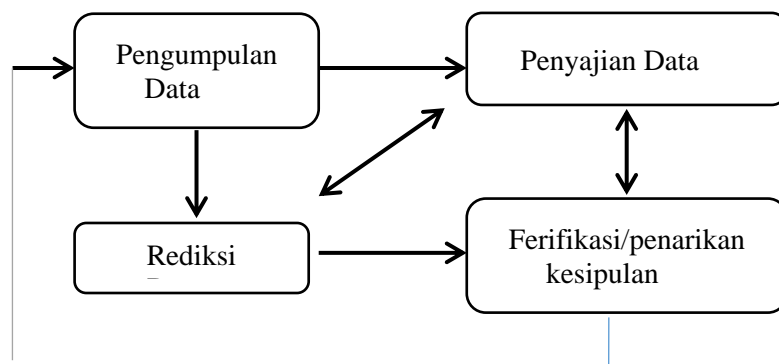 Pengumpulan
Data
Penyajian Data
Rediksi
Ferifikasi/penarikan
kesipulan